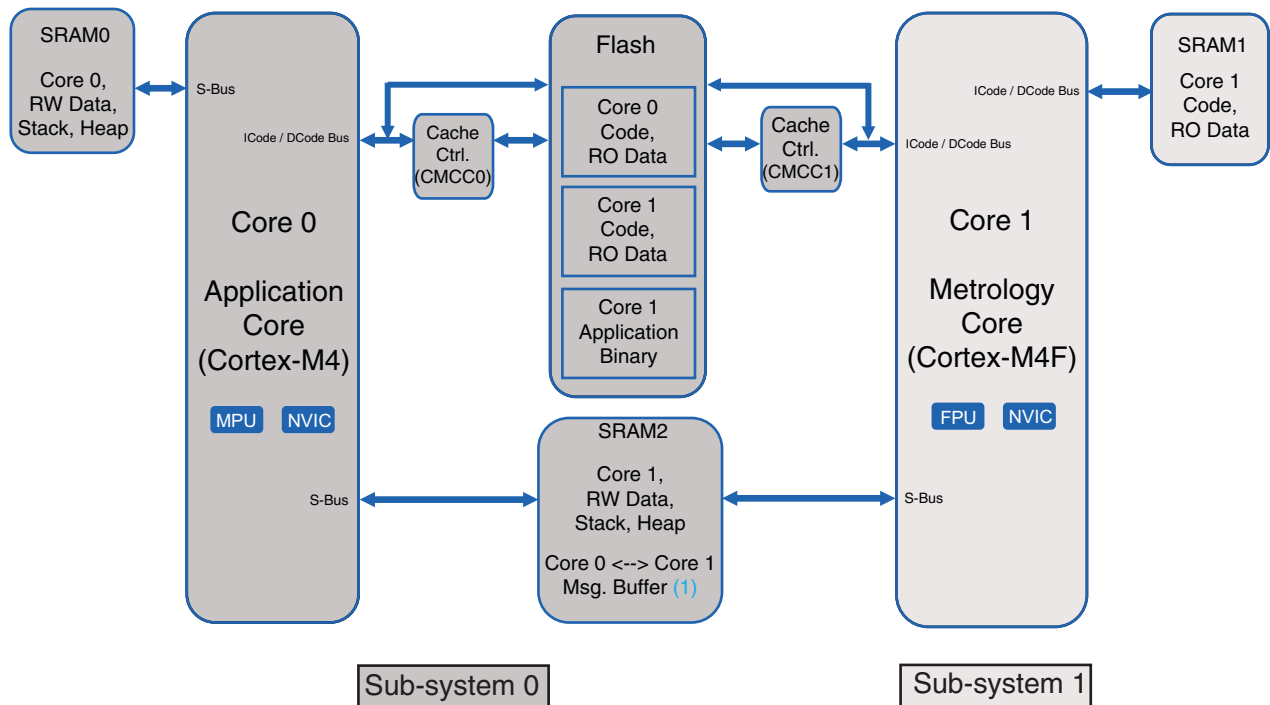 SRAM0
Core 0,
RW Data,
Stack, Heap
S-Bus
ICode / DCode Bus
Core 0
Application
Core
(Cortex-M4)
MPU
NVIC
S-Bus
Cache
Ctrl.
(CMCC0)
Flash
Core 0
Code,
RO Data
Core 1
Code,
RO Data
Core 1
Application
Binary
SRAM2
Core 1,
RW Data,
Stack, Heap
Core 0 <--> Core 1
Msg. Buffer (1)
Cache
Ctrl.
(CMCC1)
ICode / DCode Bus
ICode / DCode Bus
Core 1
Metrology
Core
(Cortex-M4F)
FPU
NVIC
S-Bus
SRAM1
Core 1
Code,
RO Data
Sub-system 0
Sub-system 1